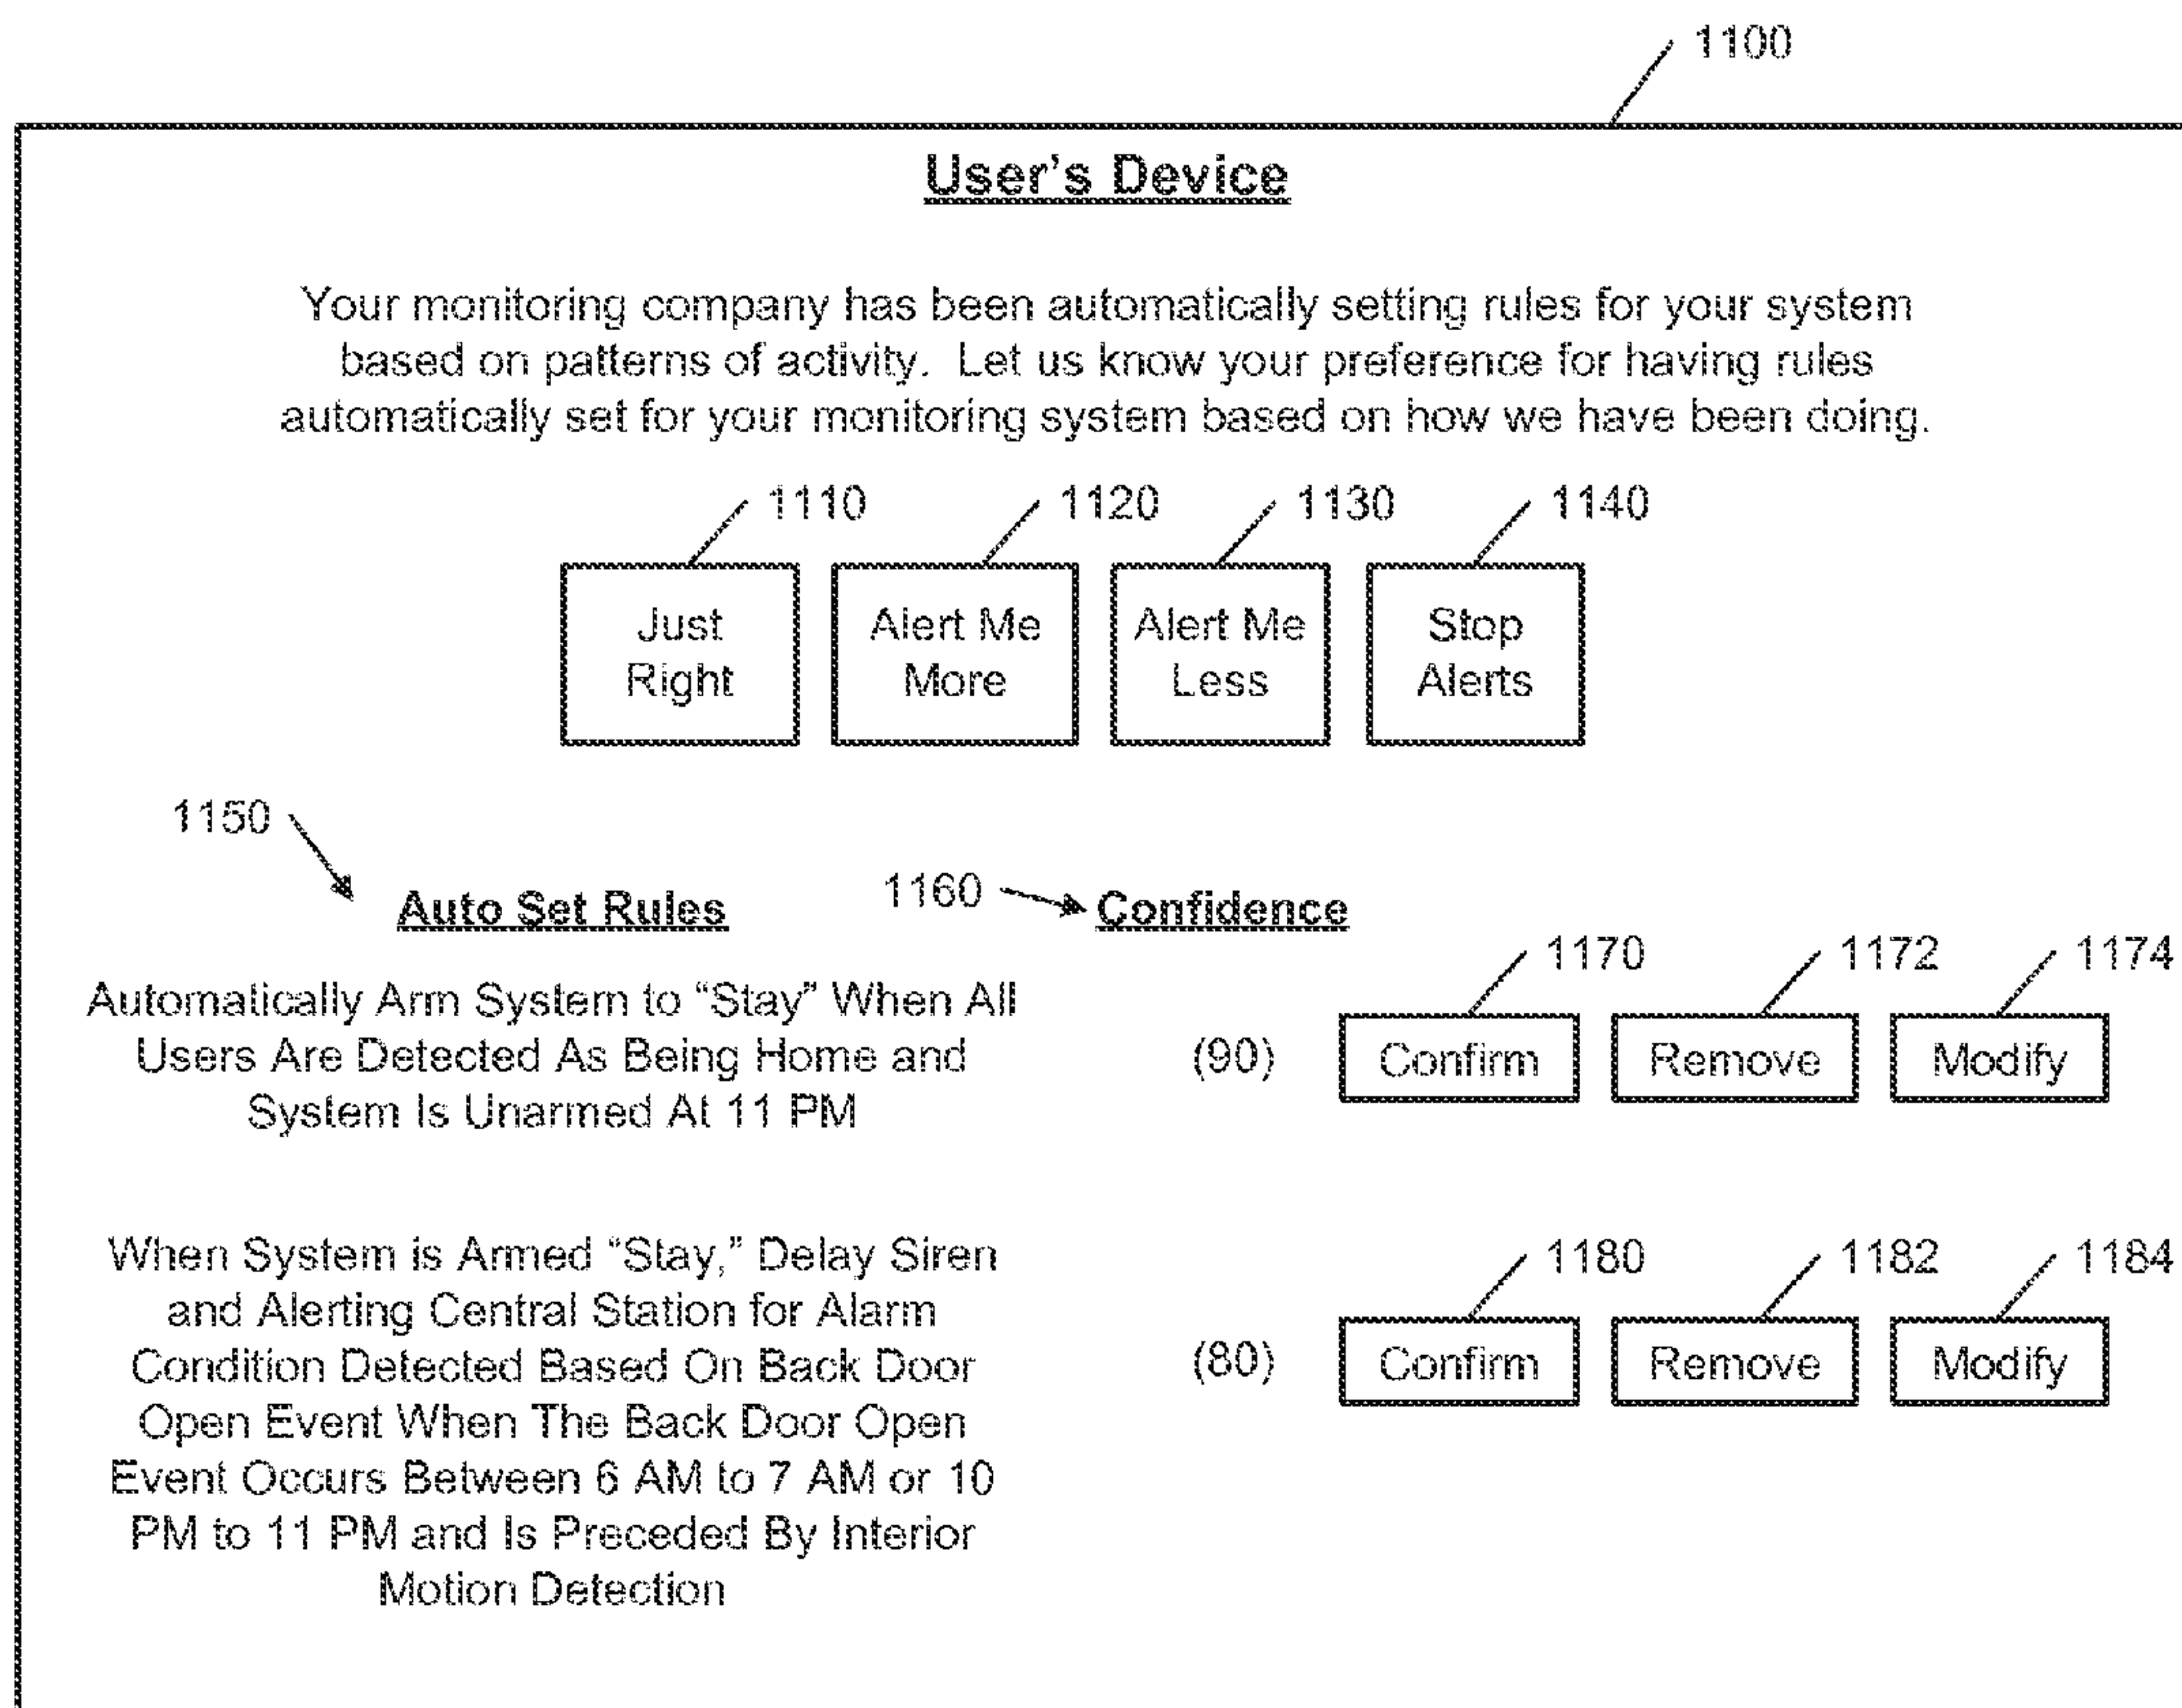 1100
User's Device
Your monitoring company has been automatically setting rules for your system
based on patterns of activity.  Let us know your preference for having rules
automatically set for your monitoring system based on how we have been doing.
1110 1120 1130 1140
Just
Right
Alert Me
More
Alert Me
Less
Stop
Alerts
1150
Auto Set Rules
1160
Confidence
Automatically Arm System to “Stay” When All
Users Are Detected As Being Home and
System Is Unarmed At 11 PM
(90)
1170 1172 1174
Confirm Remove Modify
When System is Armed “Stay,” Delay Siren
and Alerting Central Station for Alarm
Condition Detected Based On Back Door
Open Event When The Back Door Open
Event Occurs Between 6 AM to 7 AM or 10
PM to 11 PM and Is Preceded By Interior
Motion Detection
(80)
1180 1182 1184
Confirm Remove Modify